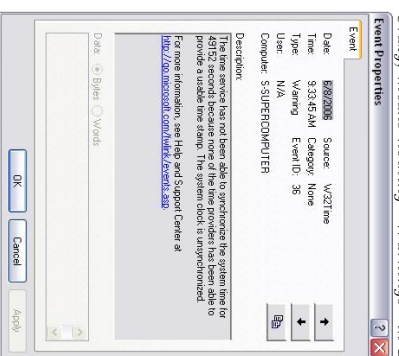 Event Properties
Event
Date: 6/8/2006 Source: W32Time
Time: 9:33:45 AM Category: None
Type: Warning Event ID: 36
User: N/A
Computer: S-SUPERCOMPUTER
Description:
The time service has not been able to synchronize the system time for
49152 seconds because none of the time providers has been able to
provide a usable time stamp. The system clock is unsynchronized.
For more information, see Help and Support Center at
http://go.microsoft.com/fwlink/events.asp.
Data: Bytes Words
OK Cancel Apply